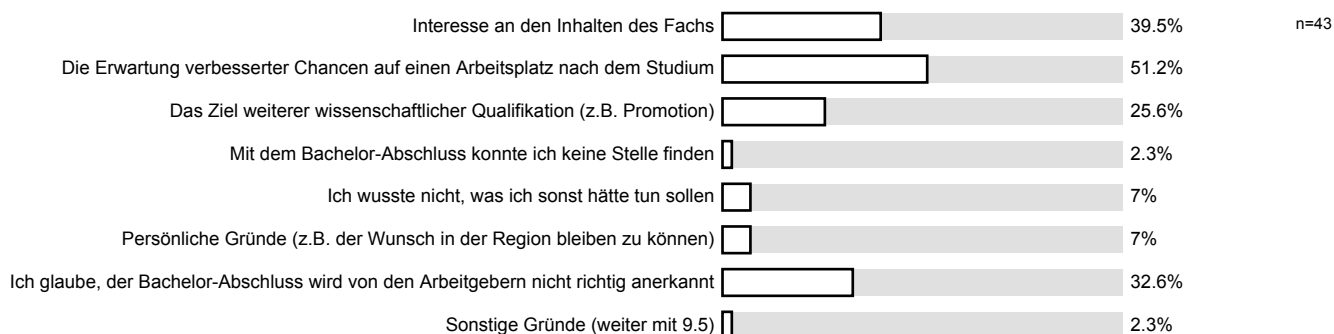 Interesse an den Inhalten des Fachs 39.5% n=43
Die Erwartung verbesserter Chancen auf einen Arbeitsplatz nach dem Studium 51.2%
Das Ziel weiterer wissenschaftlicher Qualifikation (z.B. Promotion) 25.6%
Mit dem Bachelor-Abschluss konnte ich keine Stelle finden 2.3%
Ich wusste nicht, was ich sonst hätte tun sollen 7%
Persönliche Gründe (z.B. der Wunsch in der Region bleiben zu können) 7%
Ich glaube, der Bachelor-Abschluss wird von den Arbeitgebern nicht richtig anerkannt 32.6%
Sonstige Gründe (weiter mit 9.5) 2.3%